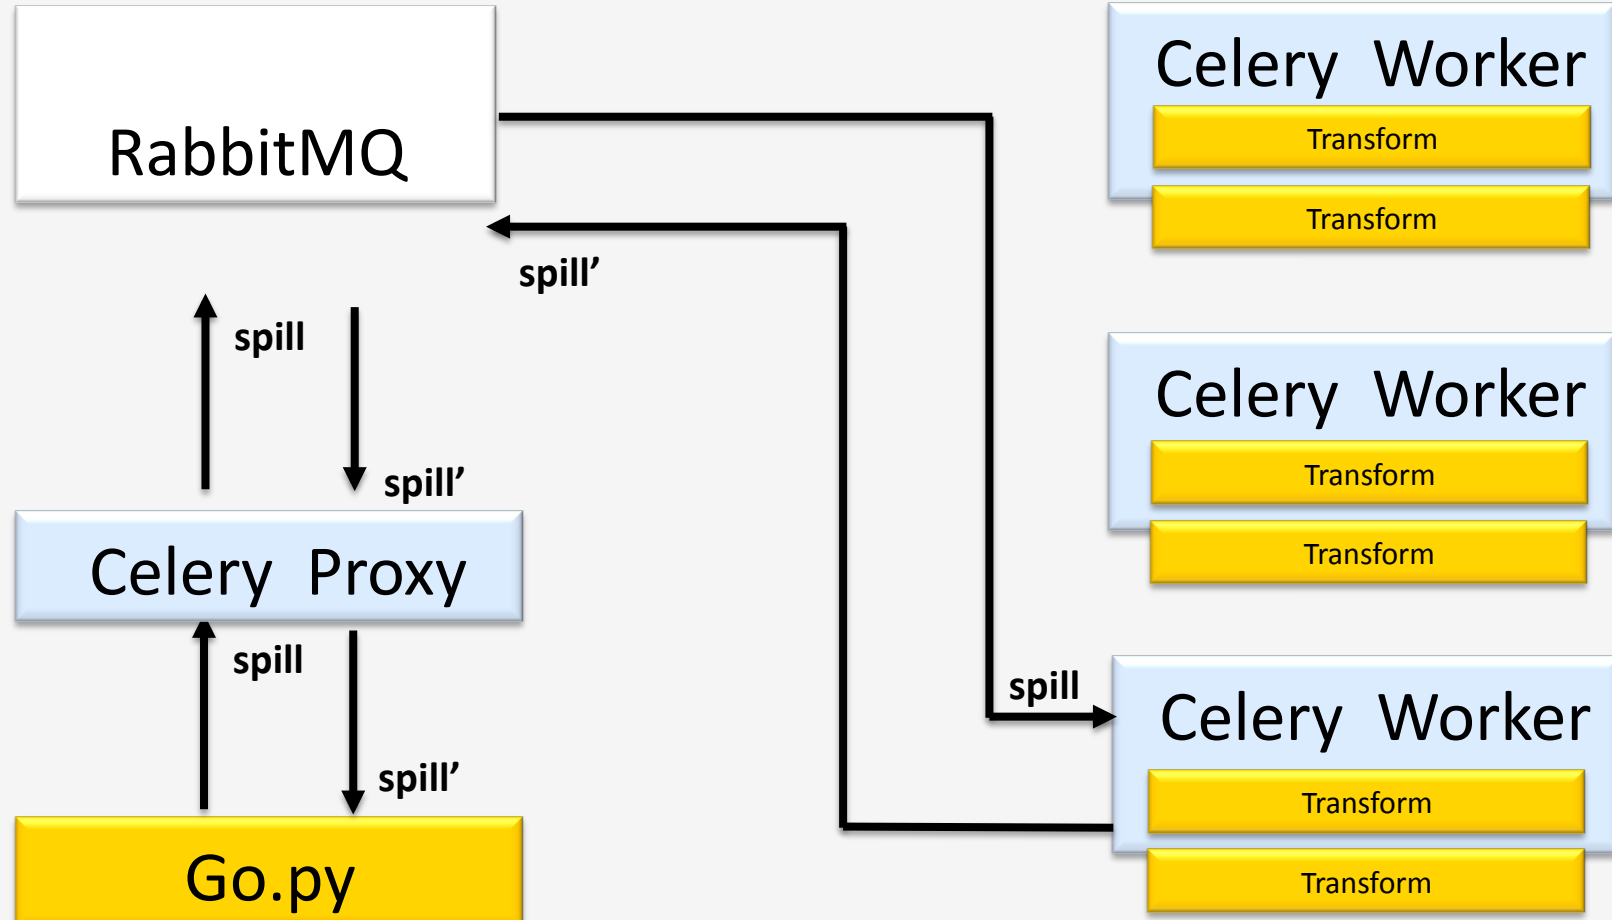 RabbitMQ
spill’
spill
spill’
Celery Proxy
spill
spill’
Go.py
Celery Worker
Transform
Transform
Celery Worker
Transform
Transform
spill
Celery Worker
Transform
Transform